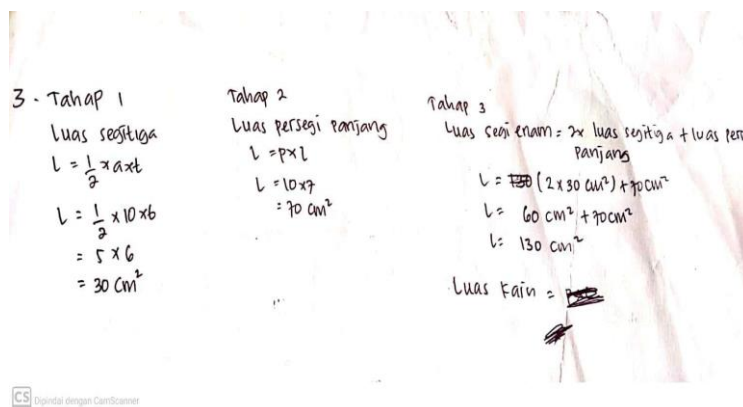 3. Tahap 1
Luas segitiga
L = 1/2 x a x t
L = 1/2 x 10 x 6
= 5 x 6
= 30 cm²
Tahap 2
Luas persegi panjang
L = p x l
L = 10 x 7
= 70 cm²
Tahap 3
Luas segi enam = 2x luas segitiga + luas per
panjang
L = (2 x 30 cm²) + 70 cm²
L = 60 cm² + 70 cm²
L = 130 cm²
Luas kain =
CS Dipindai dengan CamScanner